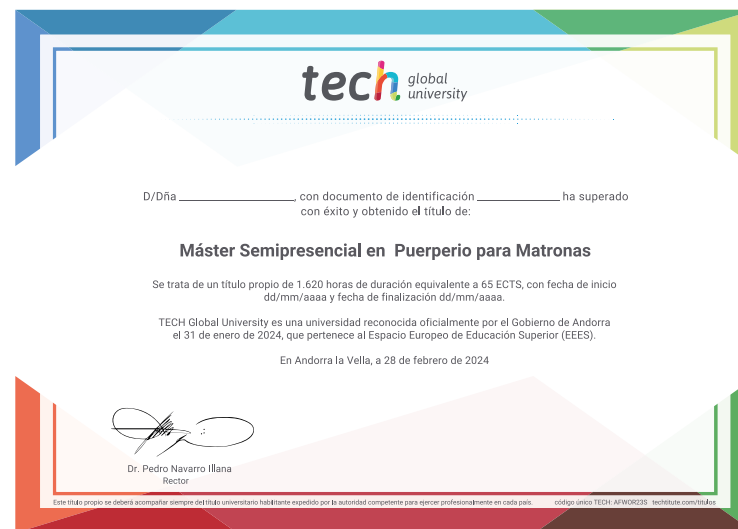 tech global university
D/Dña ______________, con documento de identificación ______________ ha superado
con éxito y obtenido el título de:
Máster Semipresencial en Puerperio para Matronas
Se trata de un título propio de 1.620 horas de duración equivalente a 65 ECTS, con fecha de inicio
dd/mm/aaaa y fecha de finalización dd/mm/aaaa.
TECH Global University es una universidad reconocida oficialmente por el Gobierno de Andorra
el 31 de enero de 2024, que pertenece al Espacio Europeo de Educación Superior (EEES).
En Andorra la Vella, a 28 de febrero de 2024
Dr. Pedro Navarro Illana
Rector
Este título propio se deberá acompañar siempre del título universitario habilitante expedido por la autoridad competente para ejercer profesionalmente en cada país. código único TECH: AFWOR23S techtitute.com/titulos